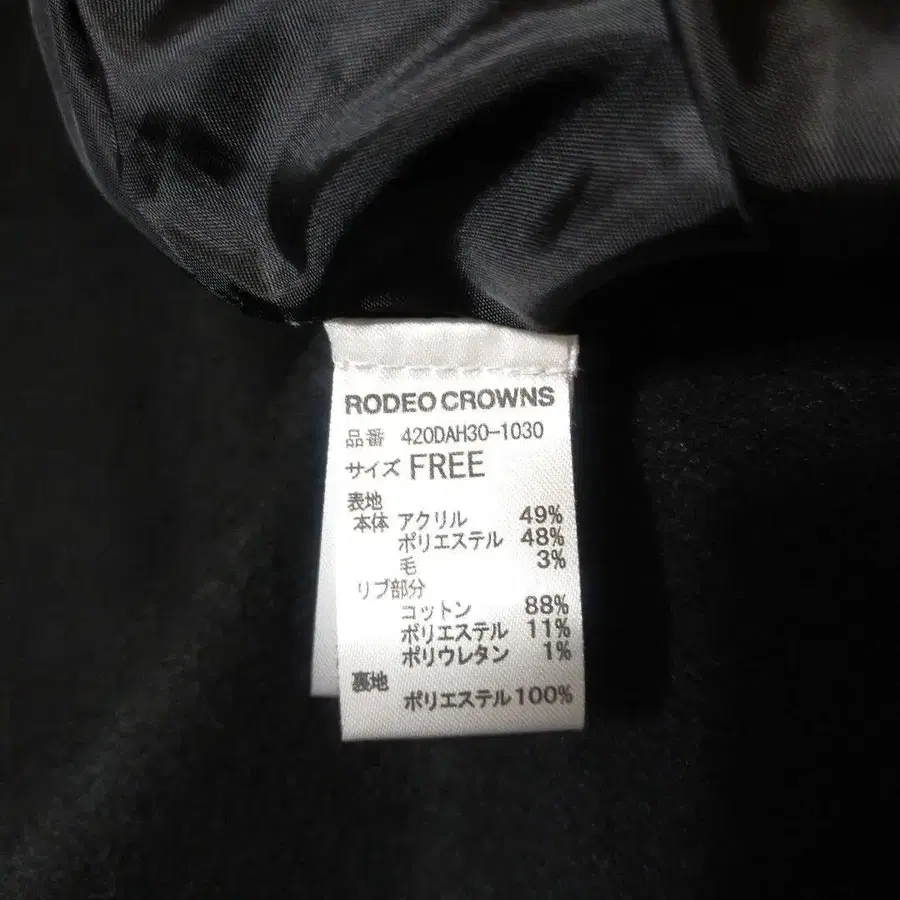 RODEO CROWNS
品番 420DAH30-1030
サイズ FREE
表地
本体 アクリル 49%
ポリエステル 48%
毛 3%
リブ部分
コットン 88%
ポリエステル 11%
ポリウレタン 1%
裏地
ポリエステル 100%